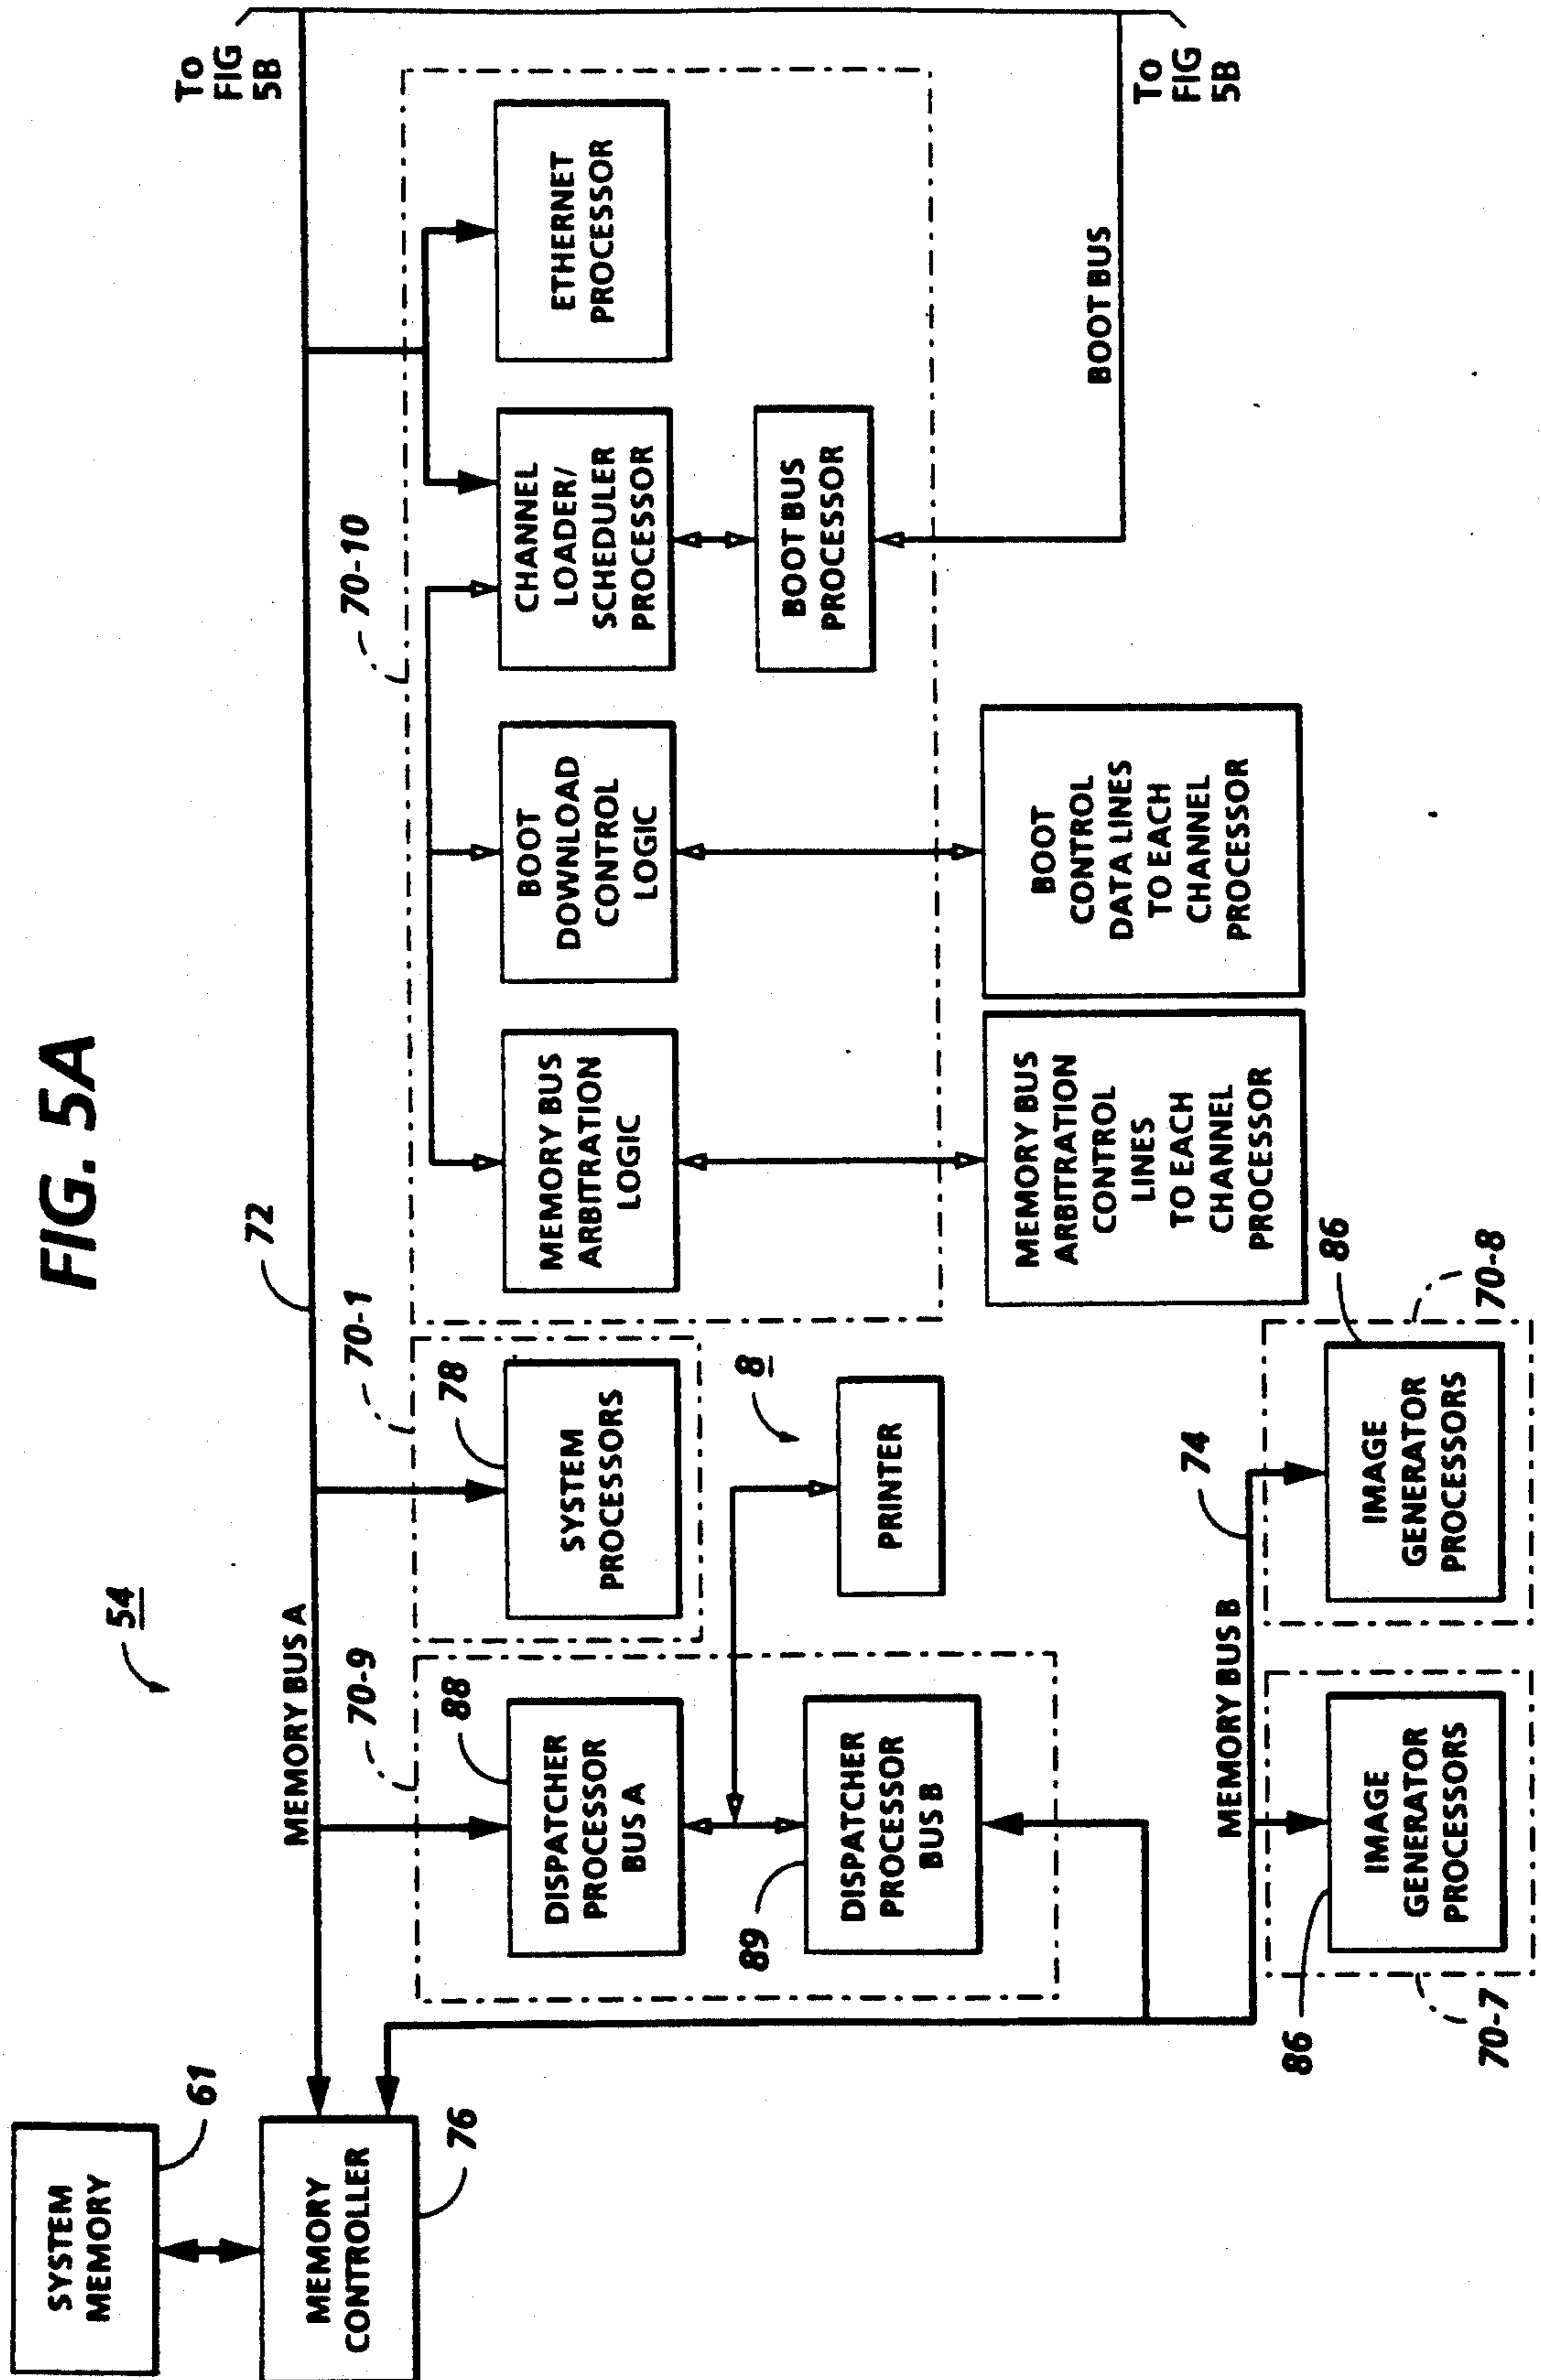 FIG. 5A
54
SYSTEM
MEMORY
61
MEMORY
CONTROLLER
76
MEMORY BUS A
72
To
FIG
5B
70-9
88
DISPATCHER
PROCESSOR
BUS A
89
DISPATCHER
PROCESSOR
BUS B
70-1
78
SYSTEM
PROCESSORS
8
PRINTER
70-10
MEMORY BUS
ARBITRATION
LOGIC
BOOT
DOWNLOAD
CONTROL
LOGIC
CHANNEL
LOADER/
SCHEDULER
PROCESSOR
ETHERNET
PROCESSOR
BOOT BUS
PROCESSOR
MEMORY BUS
ARBITRATION
CONTROL
LINES
TO EACH
CHANNEL
PROCESSOR
BOOT
CONTROL
DATA LINES
TO EACH
CHANNEL
PROCESSOR
BOOT BUS
To
FIG
5B
MEMORY BUS B
74
86
IMAGE
GENERATOR
PROCESSORS
70-7
86
IMAGE
GENERATOR
PROCESSORS
70-8